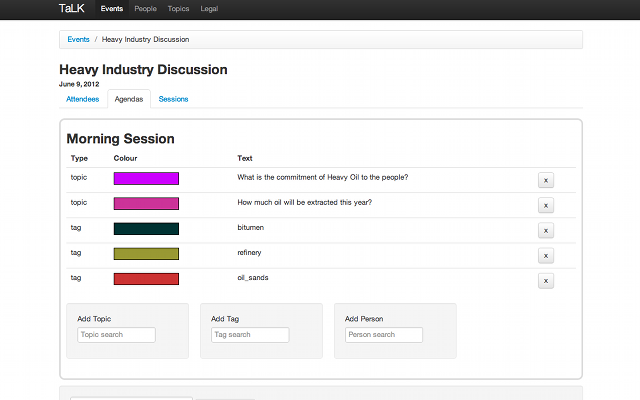 TaLK Events People Topics Legal
Events / Heavy Industry Discussion
Heavy Industry Discussion
June 9, 2012
Attendees Agendas Sessions
Morning Session
Type Colour Text
topic What is the commitment of Heavy Oil to the people? x
topic How much oil will be extracted this year? x
tag bitumen x
tag refinery x
tag oil_sands x
Add Topic Add Tag Add Person
Topic search Tag search Person search